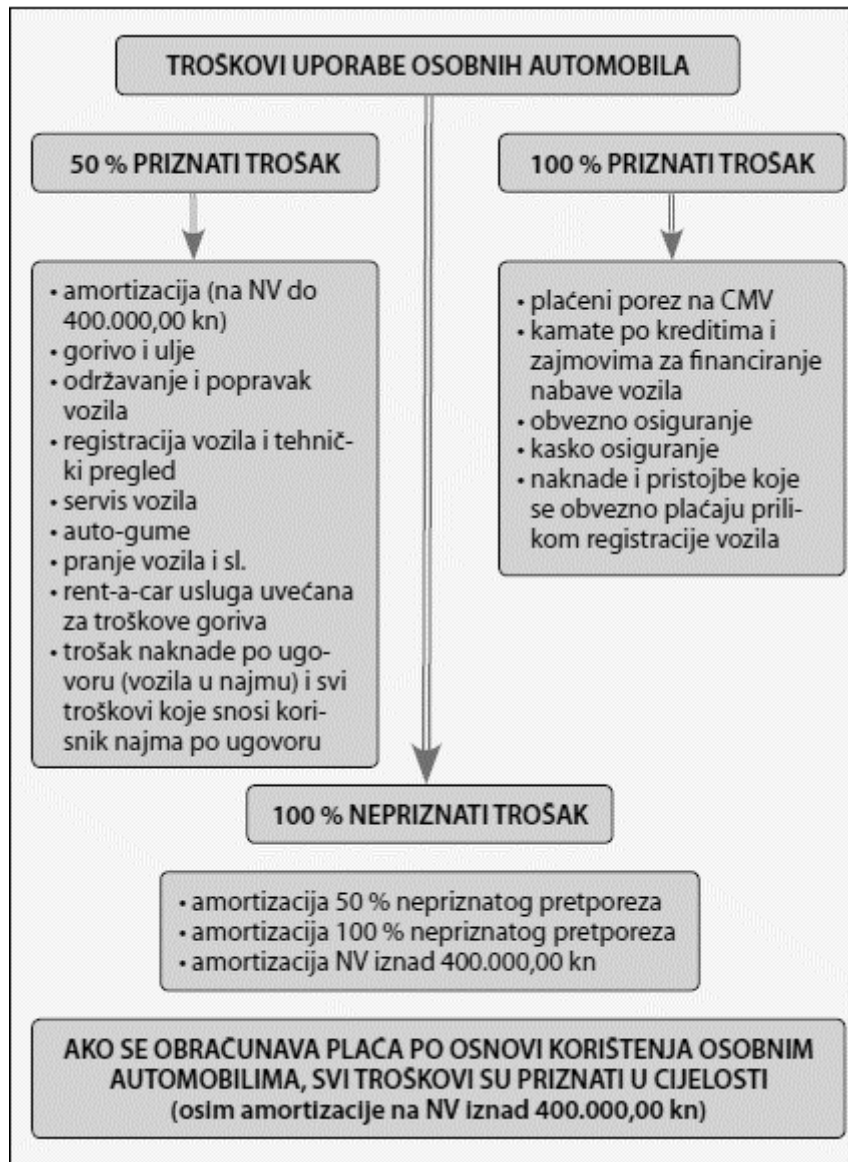 TROŠKOVI UPORABE OSOBNIH AUTOMOBILA
50 % PRIZNATI TROŠAK
• amortizacija (na NV do
400.000,00 kn)
• gorivo i ulje
• održavanje i popravak
vozila
• registracija vozila i tehnič-
ki pregled
• servis vozila
• auto-gume
• pranje vozila i sl.
• rent-a-car usluga uvećana
za troškove goriva
• trošak naknade po ugo-
voru (vozila u najmu) i svi
troškovi koje snosi kori-
snik najma po ugovoru
100 % PRIZNATI TROŠAK
• plaćeni porez na CMV
• kamate po kreditima i
zajmovima za financiranje
nabave vozila
• obvezno osiguranje
• kasko osiguranje
• naknade i pristojbe koje
se obvezno plaćaju prili-
kom registracije vozila
100 % NEPRIZNATI TROŠAK
• amortizacija 50 % nepriznatog pretporeza
• amortizacija 100 % nepriznatog pretporeza
• amortizacija NV iznad 400.000,00 kn
AKO SE OBRAČUNAVA PLAĆA PO OSNOVI KORIŠTENJA OSOBNIM
AUTOMOBILIMA, SVI TROŠKOVI SU PRIZNATI U CIJELOSTI
(osim amortizacije na NV iznad 400.000,00 kn)